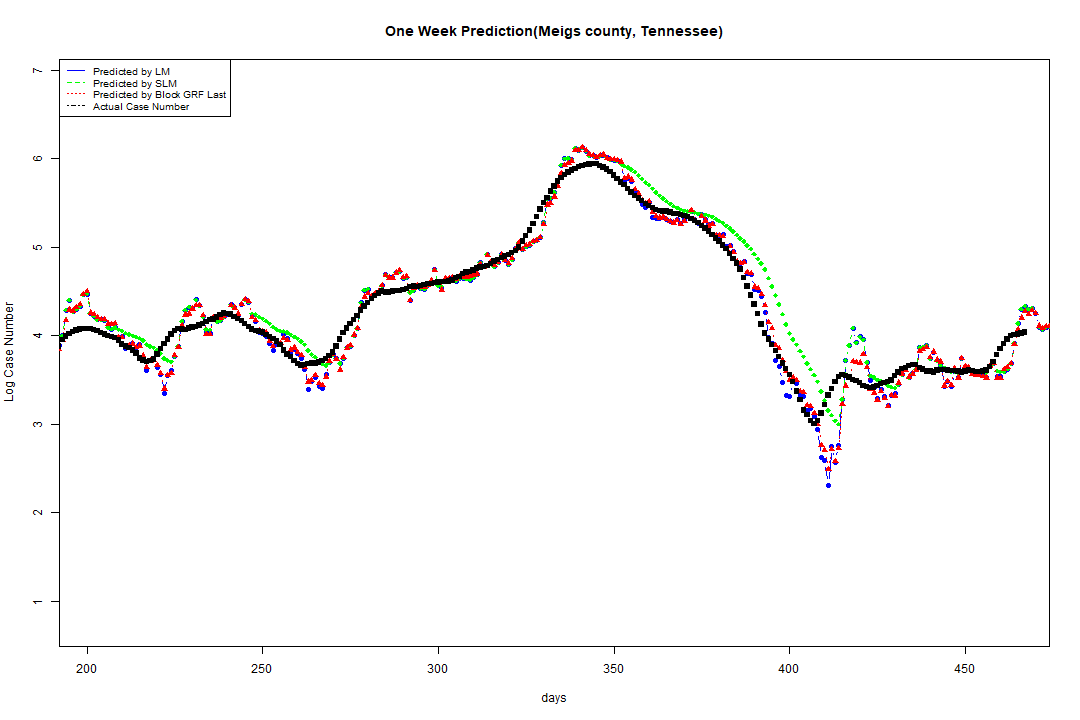 One Week Prediction(Meigs county, Tennessee)
Predicted by LM
Predicted by SLM
Predicted by Block GRF Last
Actual Case Number
7
6
5
4
3
2
1
Log Case Number
200 250 300 350 400 450
days